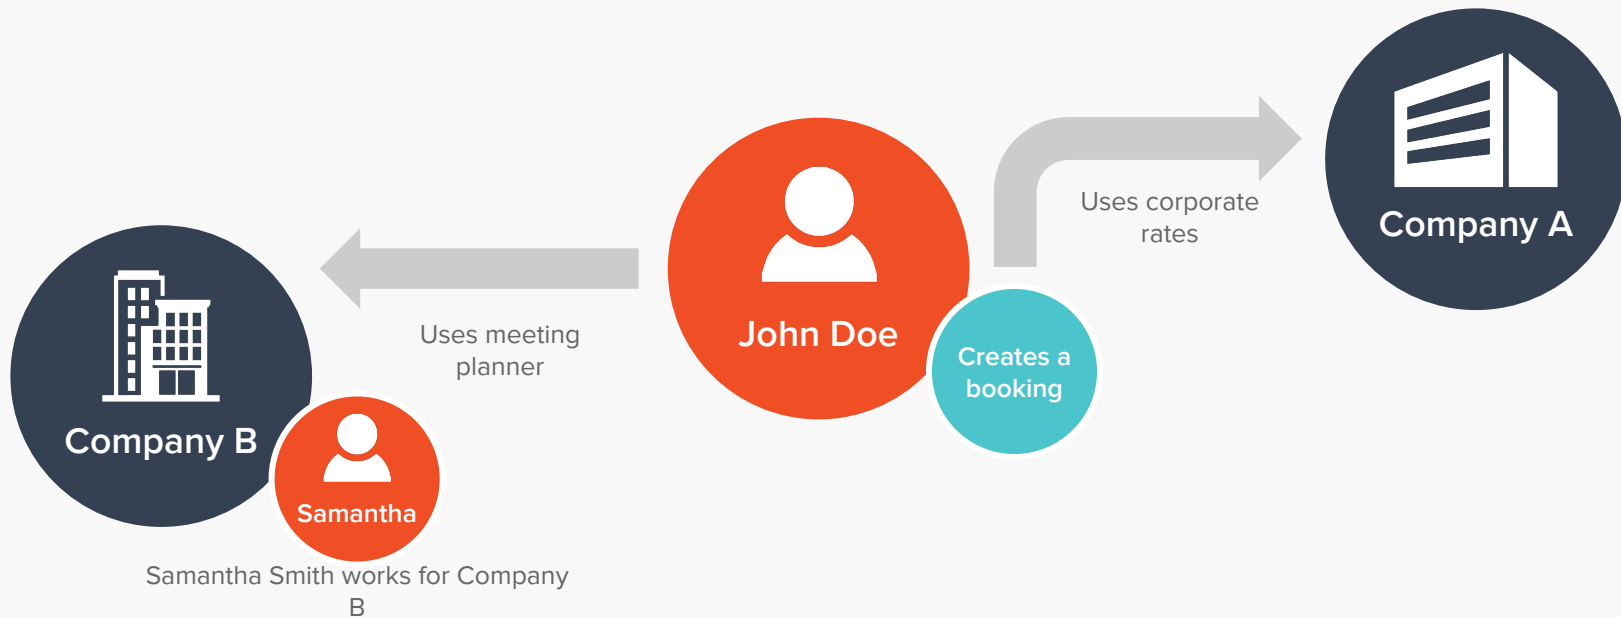 Company A
Uses corporate
rates
John Doe
Creates a
booking
Uses meeting
planner
Company B
Samantha
Samantha Smith works for Company
B